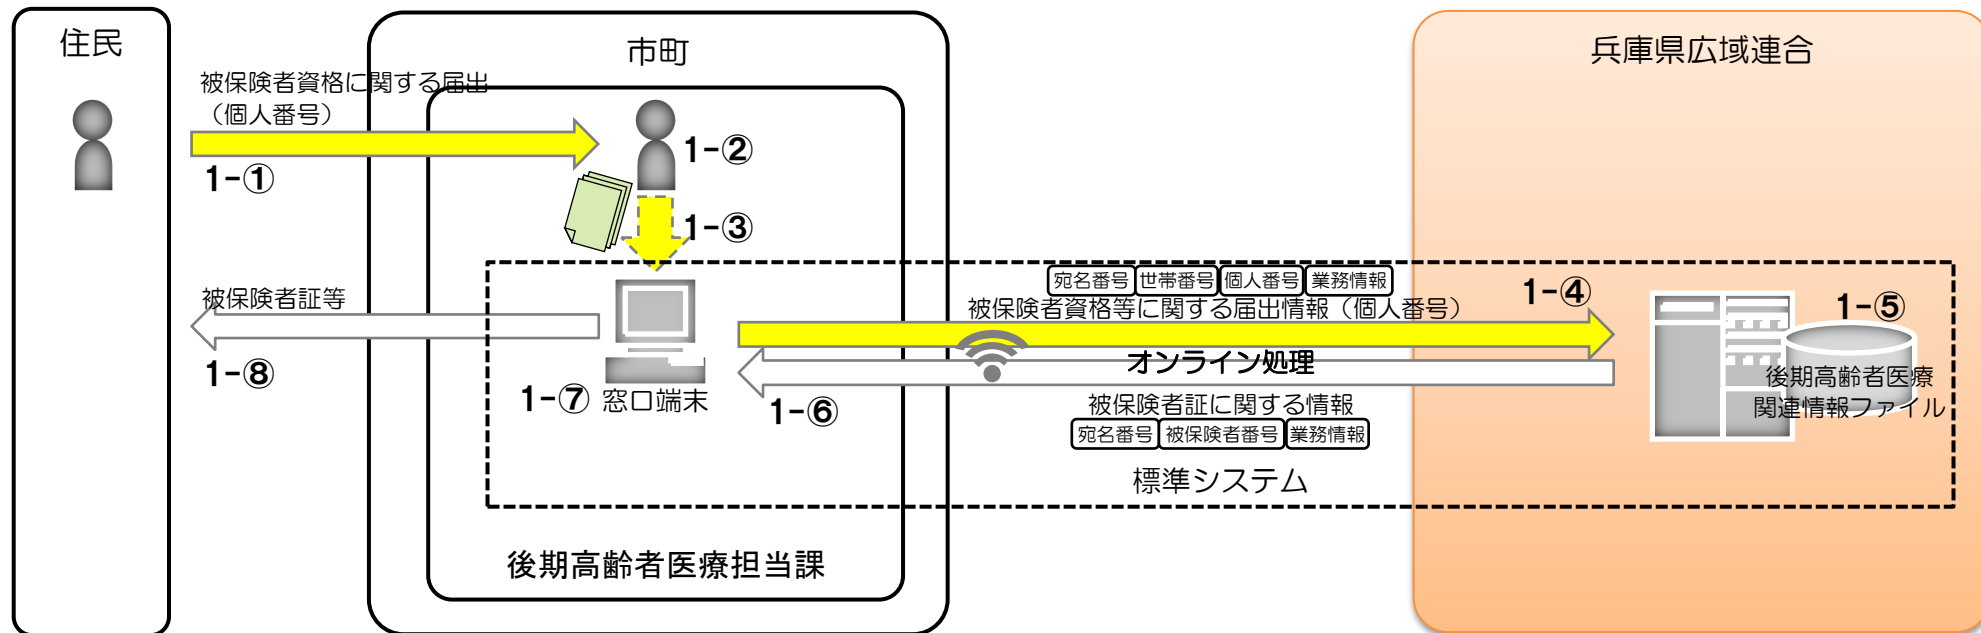 住民
市町
兵庫県広域連合
被保険者資格に関する届出
（個人番号）
1-①
1-②
1-③
宛名番号 世帯番号 個人番号 業務情報
被保険者資格等に関する届出情報（個人番号）
1-④
1-⑤
被保険者証等
オンライン処理
1-⑧
1-⑦ 窓口端末
1-⑥
後期高齢者医療
関連情報ファイル
被保険者証に関する情報
宛名番号 被保険者番号 業務情報
標準システム
後期高齢者医療担当課